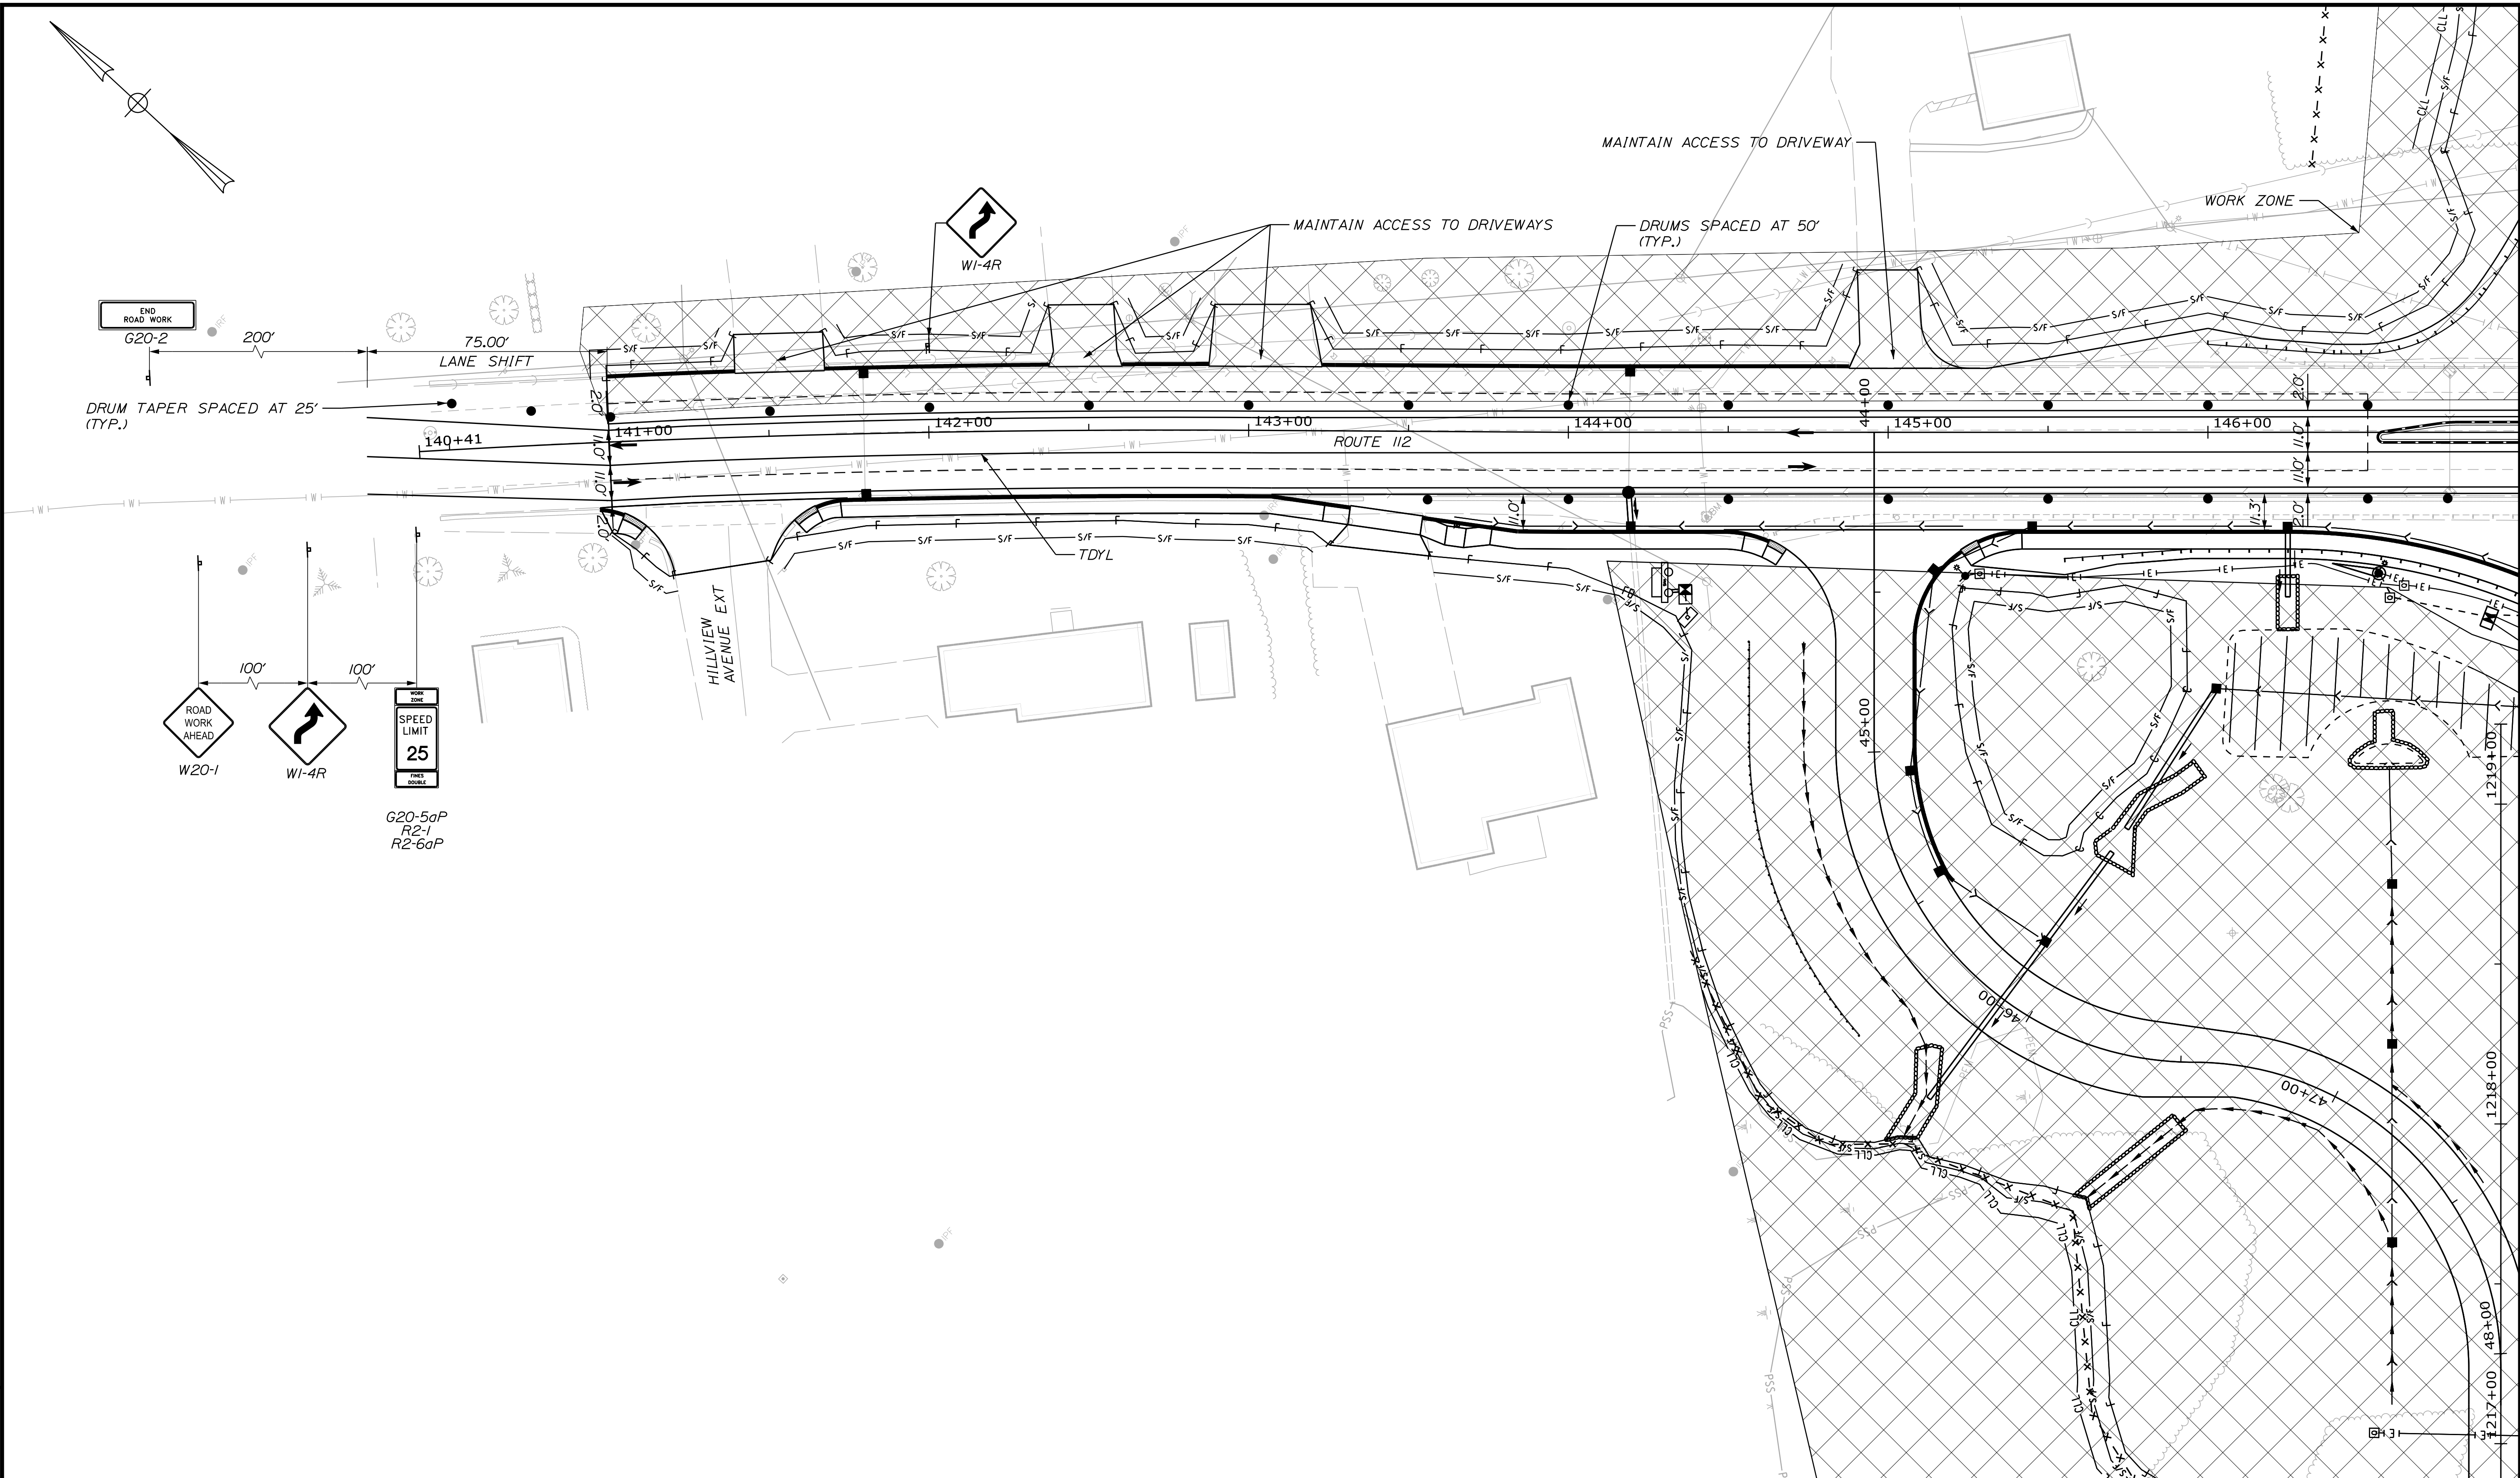 MAINTAIN ACCESS TO DRIVEWAY
WORK ZONE
MAINTAIN ACCESS TO DRIVEWAYS
DRUMS SPACED AT 50'
(TYP.)
W1-4R
END
ROAD WORK
G20-2
200'
75.00'
LANE SHIFT
DRUM TAPER SPACED AT 25'
(TYP.)
2.0'
11.0'
11.0'
2.0'
140+41
141+00
142+00
143+00
144+00
145+00
146+00
ROUTE 112
TDYL
44+00
45+00
46+00
47+00
48+00
11.0'
11.3'
2.0'
11.0'
11.0'
2.0'
HILLVIEW
AVENUE EXT
100'
100'
ROAD
WORK
AHEAD
W20-1
W1-4R
WORK
ZONE
SPEED
LIMIT
25
FINES
DOUBLE
G20-5aP
R2-1
R2-6aP
1219+00
1218+00
1217+00
S/F
CLL
PSS
PEM
IPF
W
E
F